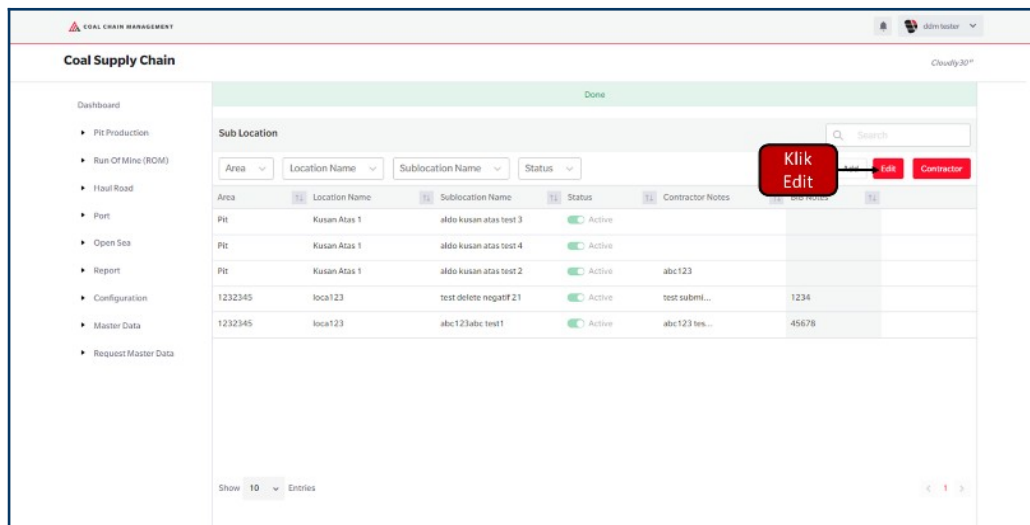 COAL CHAIN MANAGEMENT
ddm tester
Coal Supply Chain
Cloudly30°
Dashboard
Pit Production
Run Of Mine (ROM)
Haul Road
Port
Open Sea
Report
Configuration
Master Data
Request Master Data
Done
Sub Location
Search
Area Location Name Sublocation Name Status
Klik
Edit
Add Edit Contractor
Area Location Name Sublocation Name Status Contractor Notes Notes
Pit Kusan Atas 1 aldo kusan atas test 3 Active
Pit Kusan Atas 1 aldo kusan atas test 4 Active
Pit Kusan Atas 1 aldo kusan atas test 2 Active abc123
1232345 loca123 test delete negatif 21 Active test submi... 1234
1232345 loca123 abc123abc test1 Active abc123 tes... 45678
Show 10 Entries
1